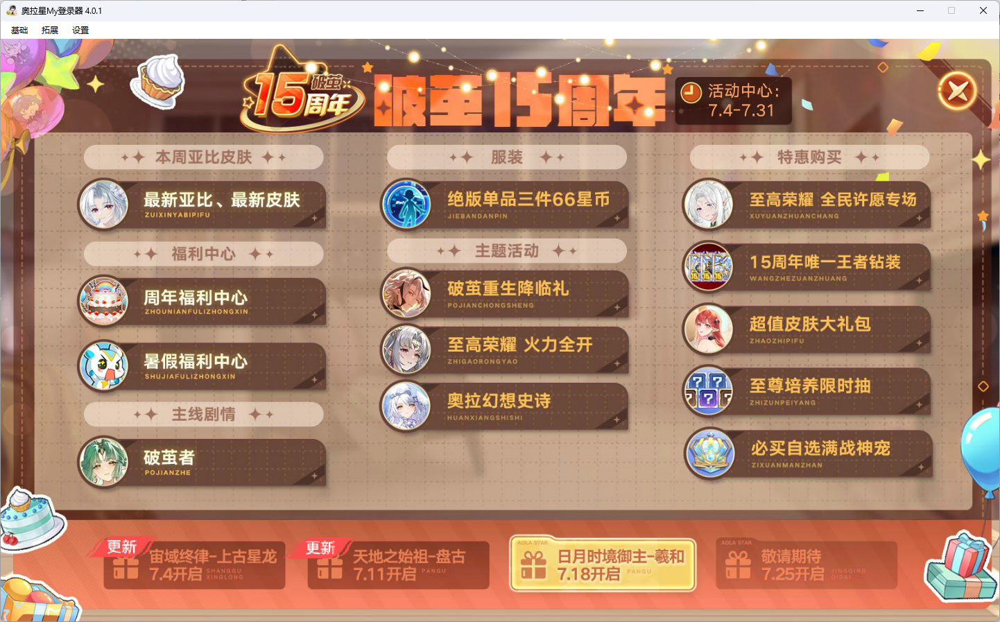 奥拉星My登录器 4.0.1
基础 拓展 设置
15 破茧 周年
破茧15周年
活动中心：
7.4-7.31
本周亚比皮肤
最新亚比、最新皮肤
ZUIXINYABIPIFU
福利中心
周年福利中心
ZHOUNIANFULIZHONGXIN
暑假福利中心
SHUJIAFULIZHONGXIN
主线剧情
破茧者
POJIANZHE
服装
绝版单品三件66星币
JIEBANDANPIN
主题活动
破茧重生降临礼
POJIANCHONGSHENG
至高荣耀 火力全开
ZHIGAORONGYAO
奥拉幻想史诗
HUANXIANGSHISHI
特惠购买
至高荣耀 全民许愿专场
XUYUANZHUANCHANG
15周年唯一王者钻装
WANGZHEZUANZHUANG
15 15 15
超值皮肤大礼包
ZHAOZHIPIFU
至尊培养限时抽
ZHIZUNPEIYANG
? ? ? ?
必买自选满战神宠
ZIXUANMANZHAN
更新
宙域终律-上古星龙
7.4开启 SHANGGU
XINGLONG
更新
天地之始祖-盘古
7.11开启 PANGU
AOLA STAR
日月时境御主-羲和
7.18开启 PANGU
AOLA STAR
敬请期待
7.25开启 JINGQING
QIDAI